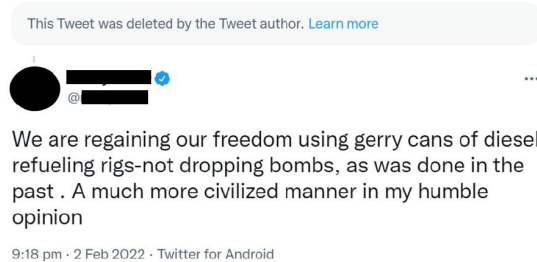 This Tweet was deleted by the Tweet author. Learn more
@
We are regaining our freedom using gerry cans of diesel
refueling rigs-not dropping bombs, as was done in the
past . A much more civilized manner in my humble
opinion
9:18 pm · 2 Feb 2022 · Twitter for Android